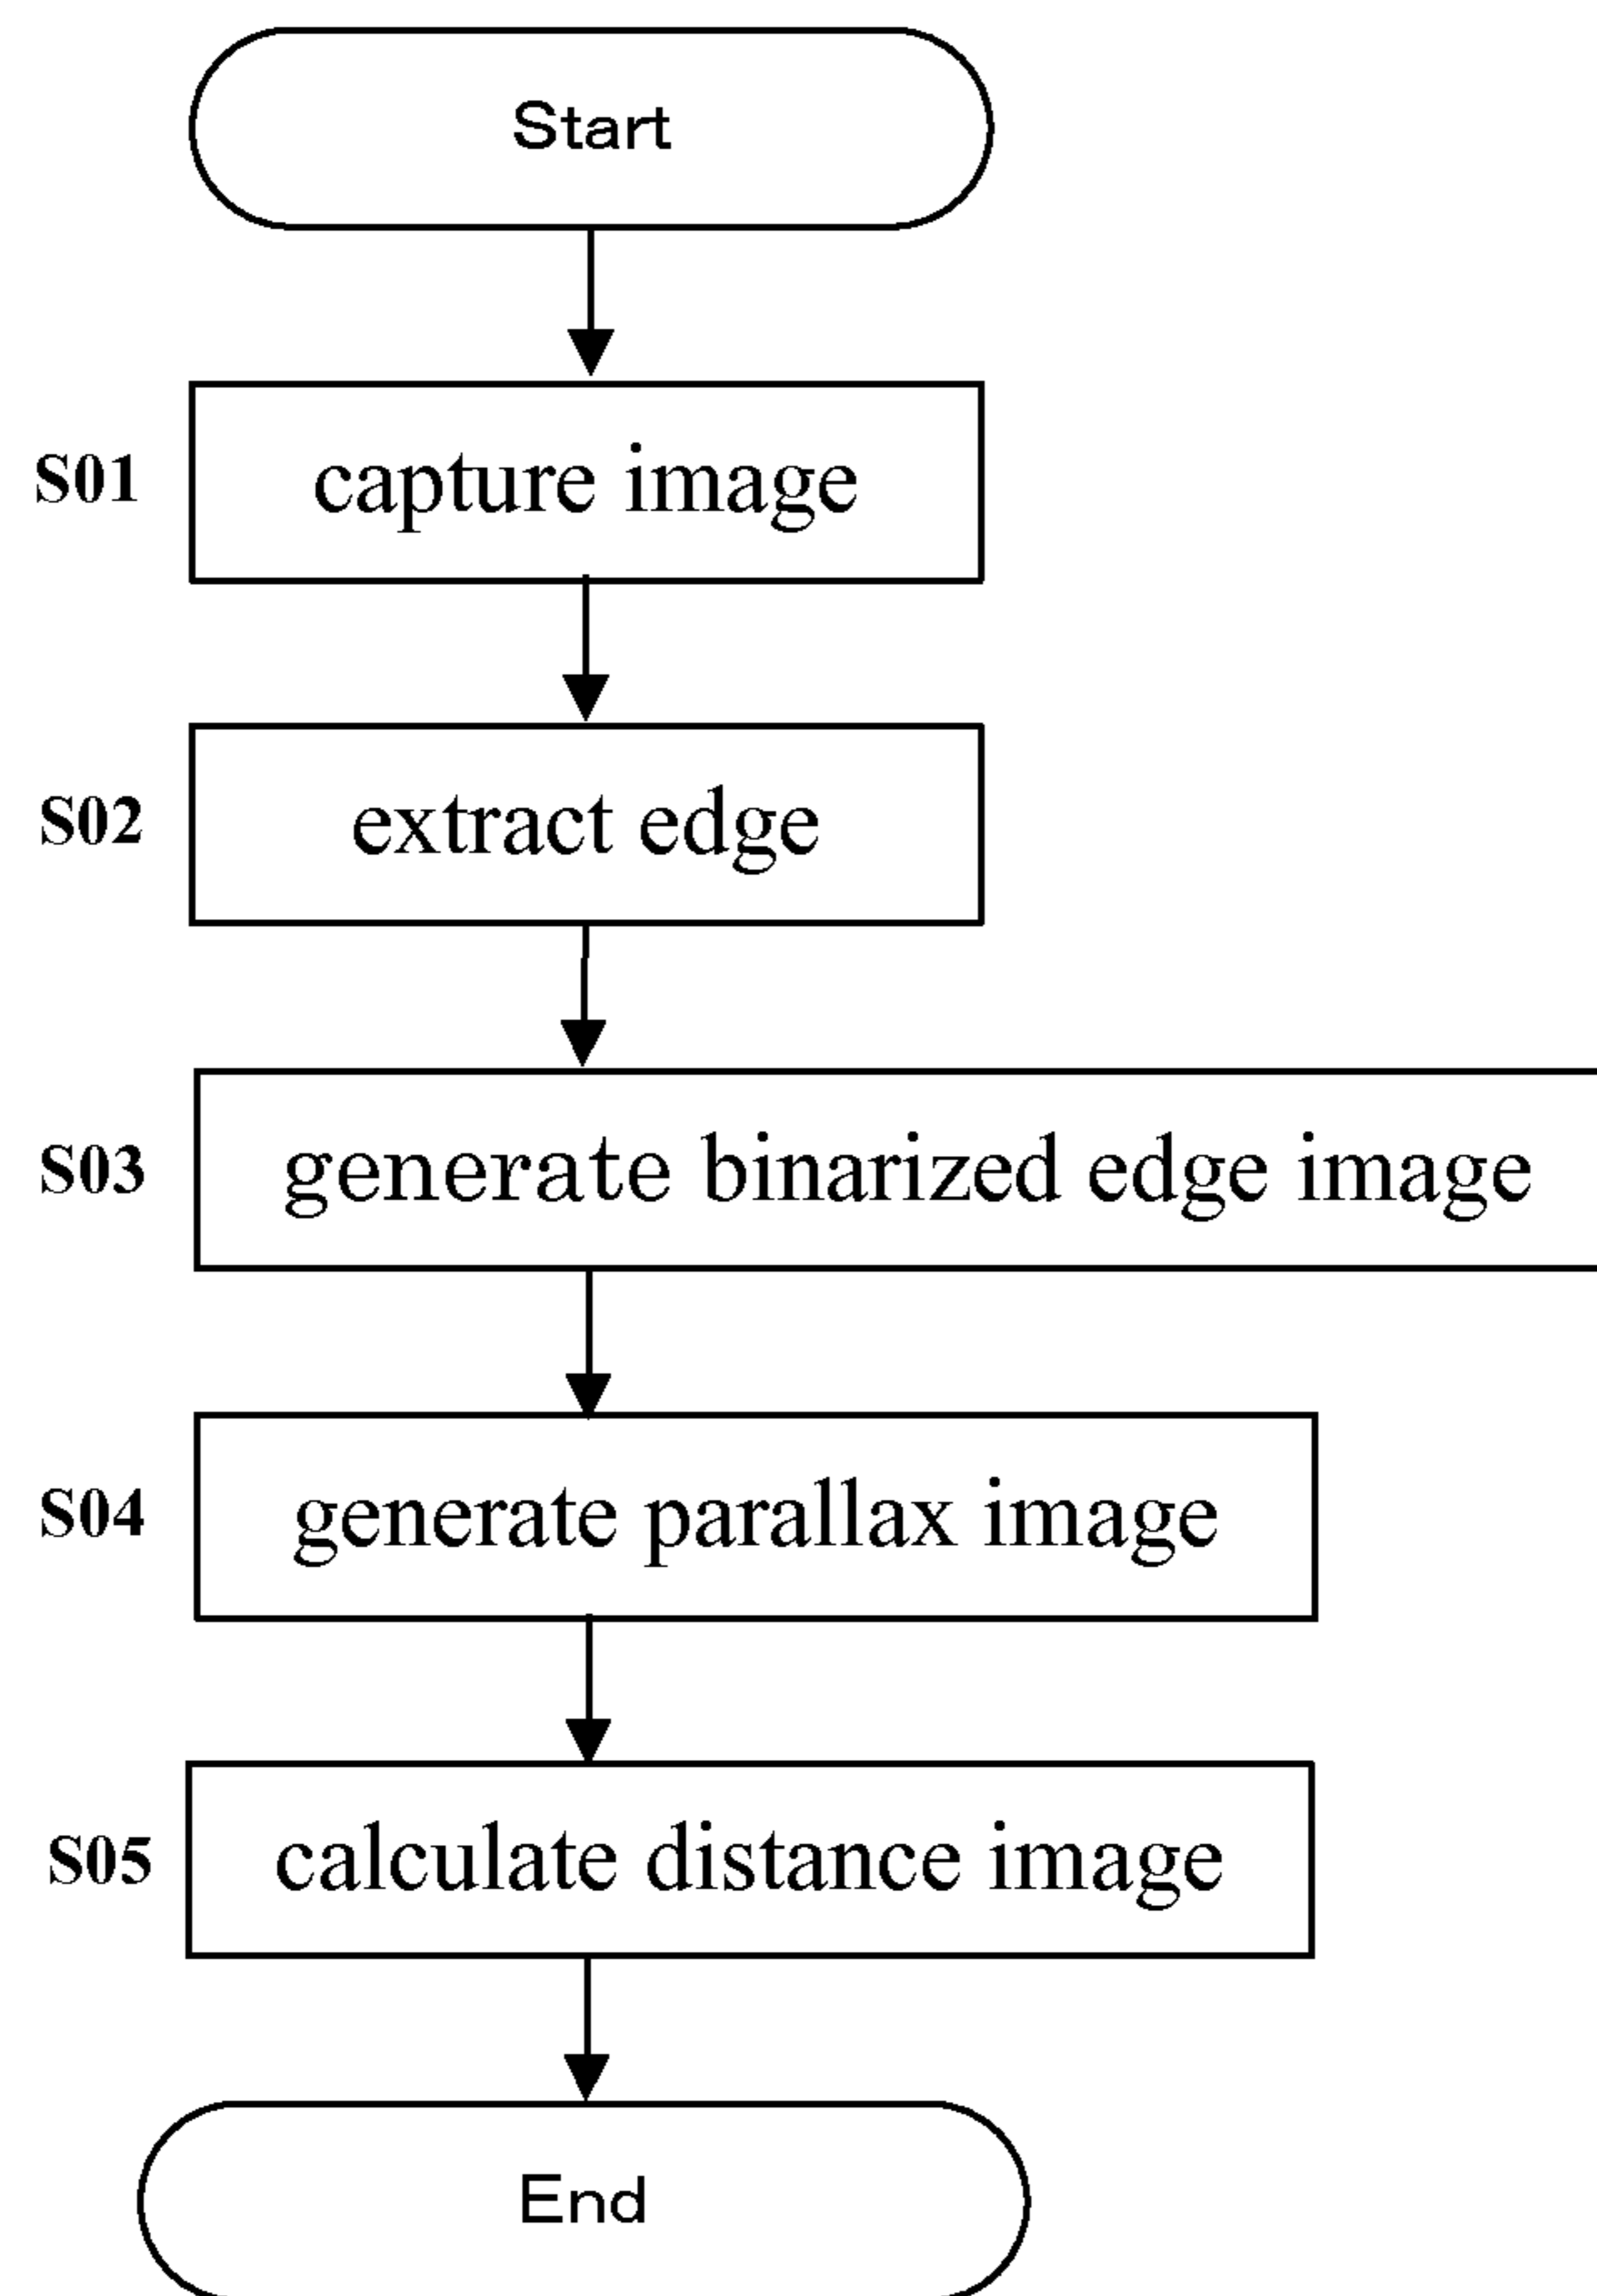 Start
S01 capture image
S02 extract edge
S03 generate binarized edge image
S04 generate parallax image
S05 calculate distance image
End